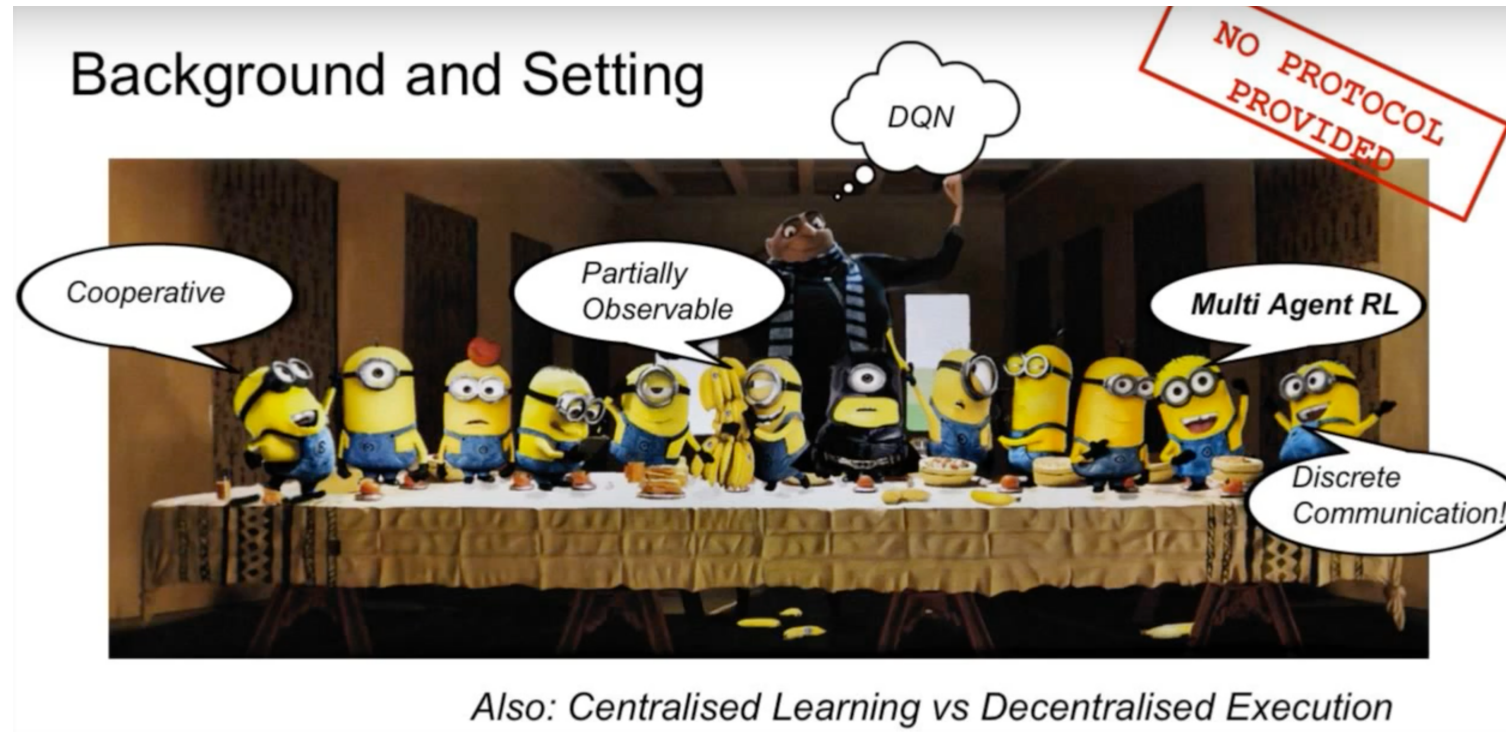 Background and Setting
NO PROTOCOL
PROVIDED
DQN
Cooperative
Partially
Observable
Multi Agent RL
Discrete
Communication!
Also: Centralised Learning vs Decentralised Execution